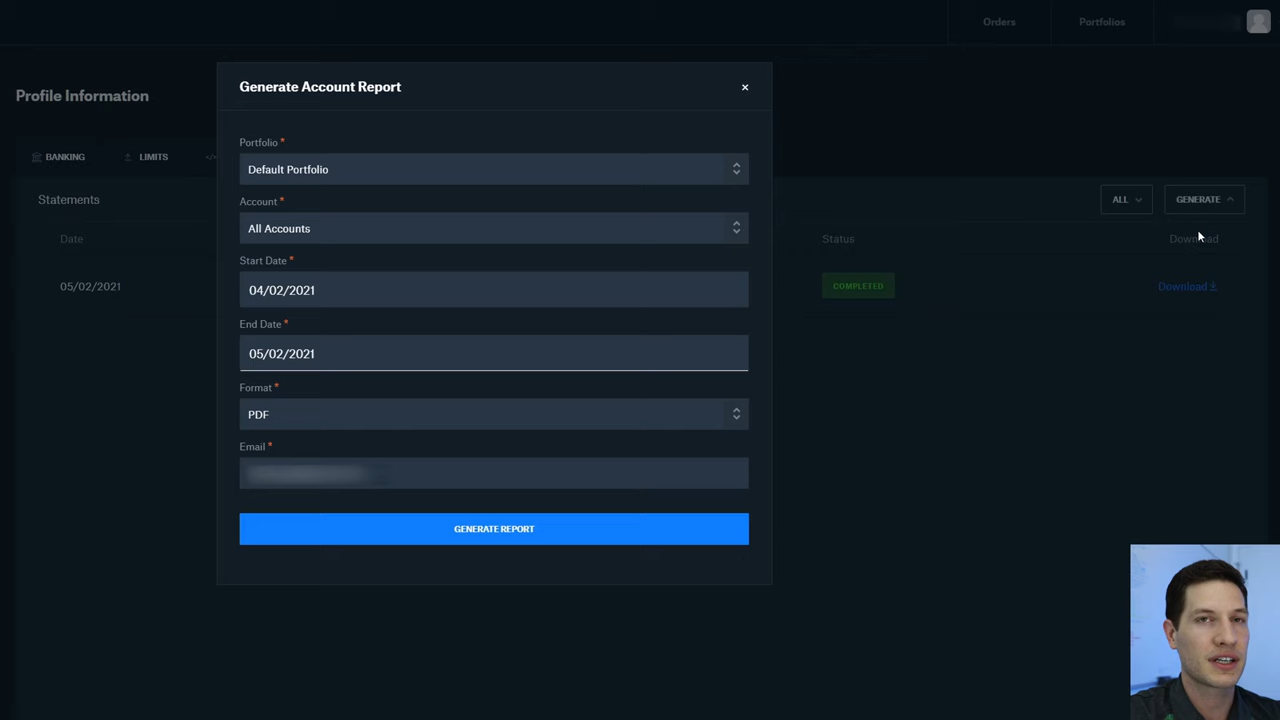 Orders
Portfolios
Profile Information
BANKING
LIMITS
</>
Statements
ALL
GENERATE
Date
Status
Download
05/02/2021
COMPLETED
Download
Generate Account Report
×
Portfolio *
Default Portfolio
Account *
All Accounts
Start Date *
04/02/2021
End Date *
05/02/2021
Format *
PDF
Email *
GENERATE REPORT